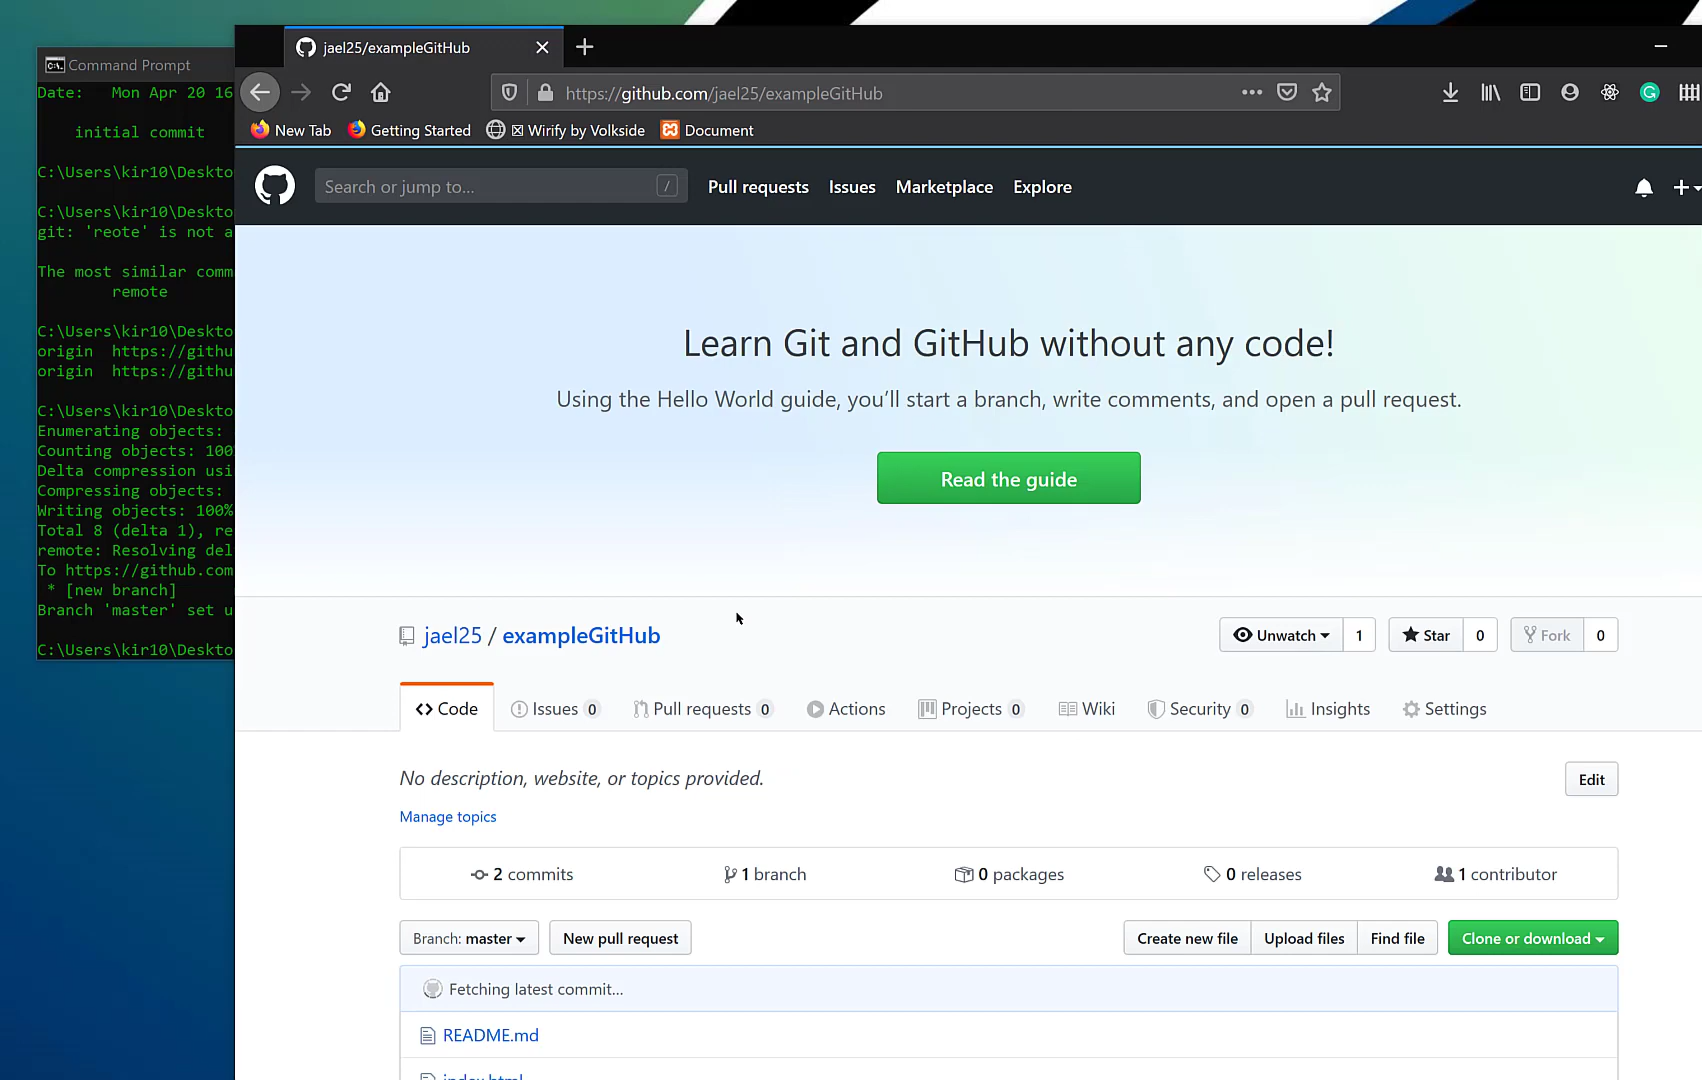 Command Prompt
Date:   Mon Apr 20 16
initial commit
C:\Users\kir10\Deskto
C:\Users\kir10\Deskto
git: 'reote' is not a
The most similar comm
remote
C:\Users\kir10\Deskto
origin  https://githu
origin  https://githu
C:\Users\kir10\Deskto
Enumerating objects:
Counting objects: 100
Delta compression usi
Compressing objects:
Writing objects: 100%
Total 8 (delta 1), re
remote: Resolving del
To https://github.com
* [new branch]
Branch 'master' set u
C:\Users\kir10\Deskto
jael25/exampleGitHub
https://github.com/jael25/exampleGitHub
New Tab Getting Started Wirify by Volkside Document
Search or jump to... / Pull requests Issues Marketplace Explore
Learn Git and GitHub without any code!
Using the Hello World guide, you’ll start a branch, write comments, and open a pull request.
Read the guide
jael25 / exampleGitHub Unwatch 1 Star 0 Fork 0
Code Issues 0 Pull requests 0 Actions Projects 0 Wiki Security 0 Insights Settings
No description, website, or topics provided. Edit
Manage topics
2 commits 1 branch 0 packages 0 releases 1 contributor
Branch: master New pull request Create new file Upload files Find file Clone or download
Fetching latest commit...
README.md
index.html